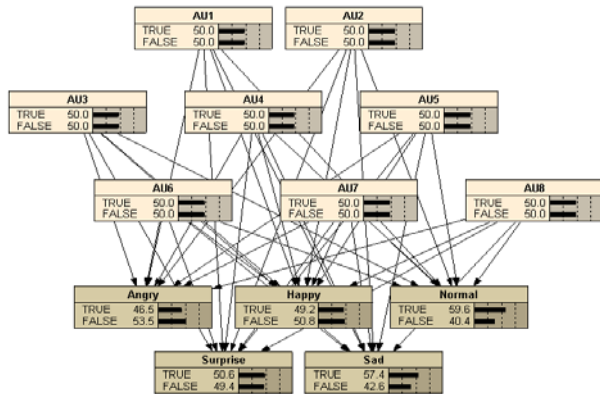 AU1
TRUE 50.0
FALSE 50.0
AU2
TRUE 50.0
FALSE 50.0
AU3
TRUE 50.0
FALSE 50.0
AU4
TRUE 50.0
FALSE 50.0
AU5
TRUE 50.0
FALSE 50.0
AU6
TRUE 50.0
FALSE 50.0
AU7
TRUE 50.0
FALSE 50.0
AU8
TRUE 50.0
FALSE 50.0
Angry
TRUE 46.5
FALSE 53.5
Happy
TRUE 49.2
FALSE 50.8
Normal
TRUE 59.6
FALSE 40.4
Surprise
TRUE 50.6
FALSE 49.4
Sad
TRUE 57.4
FALSE 42.6